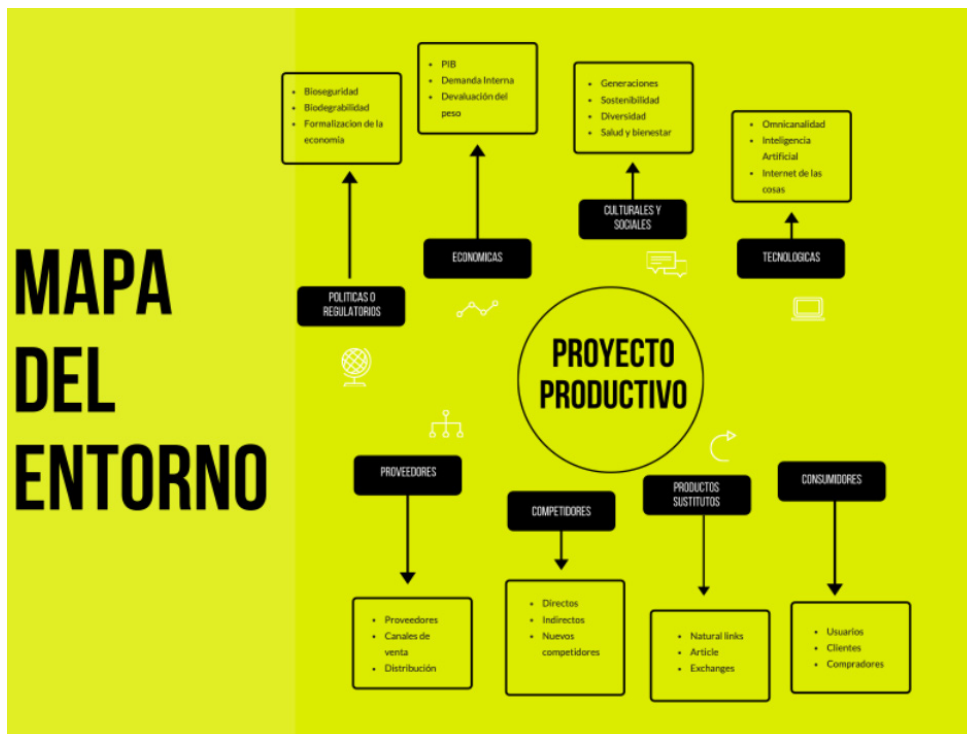 MAPA
DEL
ENTORNO
• Bioseguridad
• Biodegrabilidad
• Formalizacion de la
economía
• PIB
• Demanda Interna
• Devaluación del
peso
• Generaciones
• Sostenibilidad
• Diversidad
• Salud y bienestar
• Omnicanalidad
• Inteligencia
Artificial
• Internet de las
cosas
POLITICAS O
REGULATORIOS
ECONOMICAS
CULTURALES Y
SOCIALES
TECNOLOGICAS
PROYECTO
PRODUCTIVO
PROVEEDORES
COMPETIDORES
PRODUCTOS
SUSTITUTOS
CONSUMIDORES
• Proveedores
• Canales de
venta
• Distribución
• Directos
• Indirectos
• Nuevos
competidores
• Natural links
• Article
• Exchanges
• Usuarios
• Clientes
• Compradores